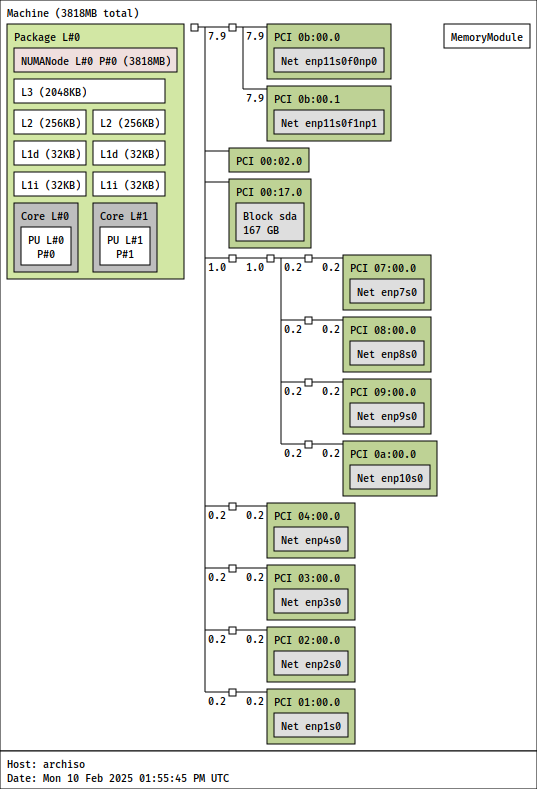 Machine (3818MB total)
Package L#0
NUMANode L#0 P#0 (3818MB)
L3 (2048KB)
L2 (256KB)
L2 (256KB)
L1d (32KB)
L1d (32KB)
L1i (32KB)
L1i (32KB)
Core L#0
PU L#0
P#0
Core L#1
PU L#1
P#1
7.9
7.9
PCI 0b:00.0
Net enp11s0f0np0
7.9
PCI 0b:00.1
Net enp11s0f1np1
PCI 00:02.0
PCI 00:17.0
Block sda
167 GB
1.0
1.0
0.2
0.2
PCI 07:00.0
Net enp7s0
0.2
0.2
PCI 08:00.0
Net enp8s0
0.2
0.2
PCI 09:00.0
Net enp9s0
0.2
0.2
PCI 0a:00.0
Net enp10s0
0.2
0.2
PCI 04:00.0
Net enp4s0
0.2
0.2
PCI 03:00.0
Net enp3s0
0.2
0.2
PCI 02:00.0
Net enp2s0
0.2
0.2
PCI 01:00.0
Net enp1s0
MemoryModule
Host: archiso
Date: Mon 10 Feb 2025 01:55:45 PM UTC